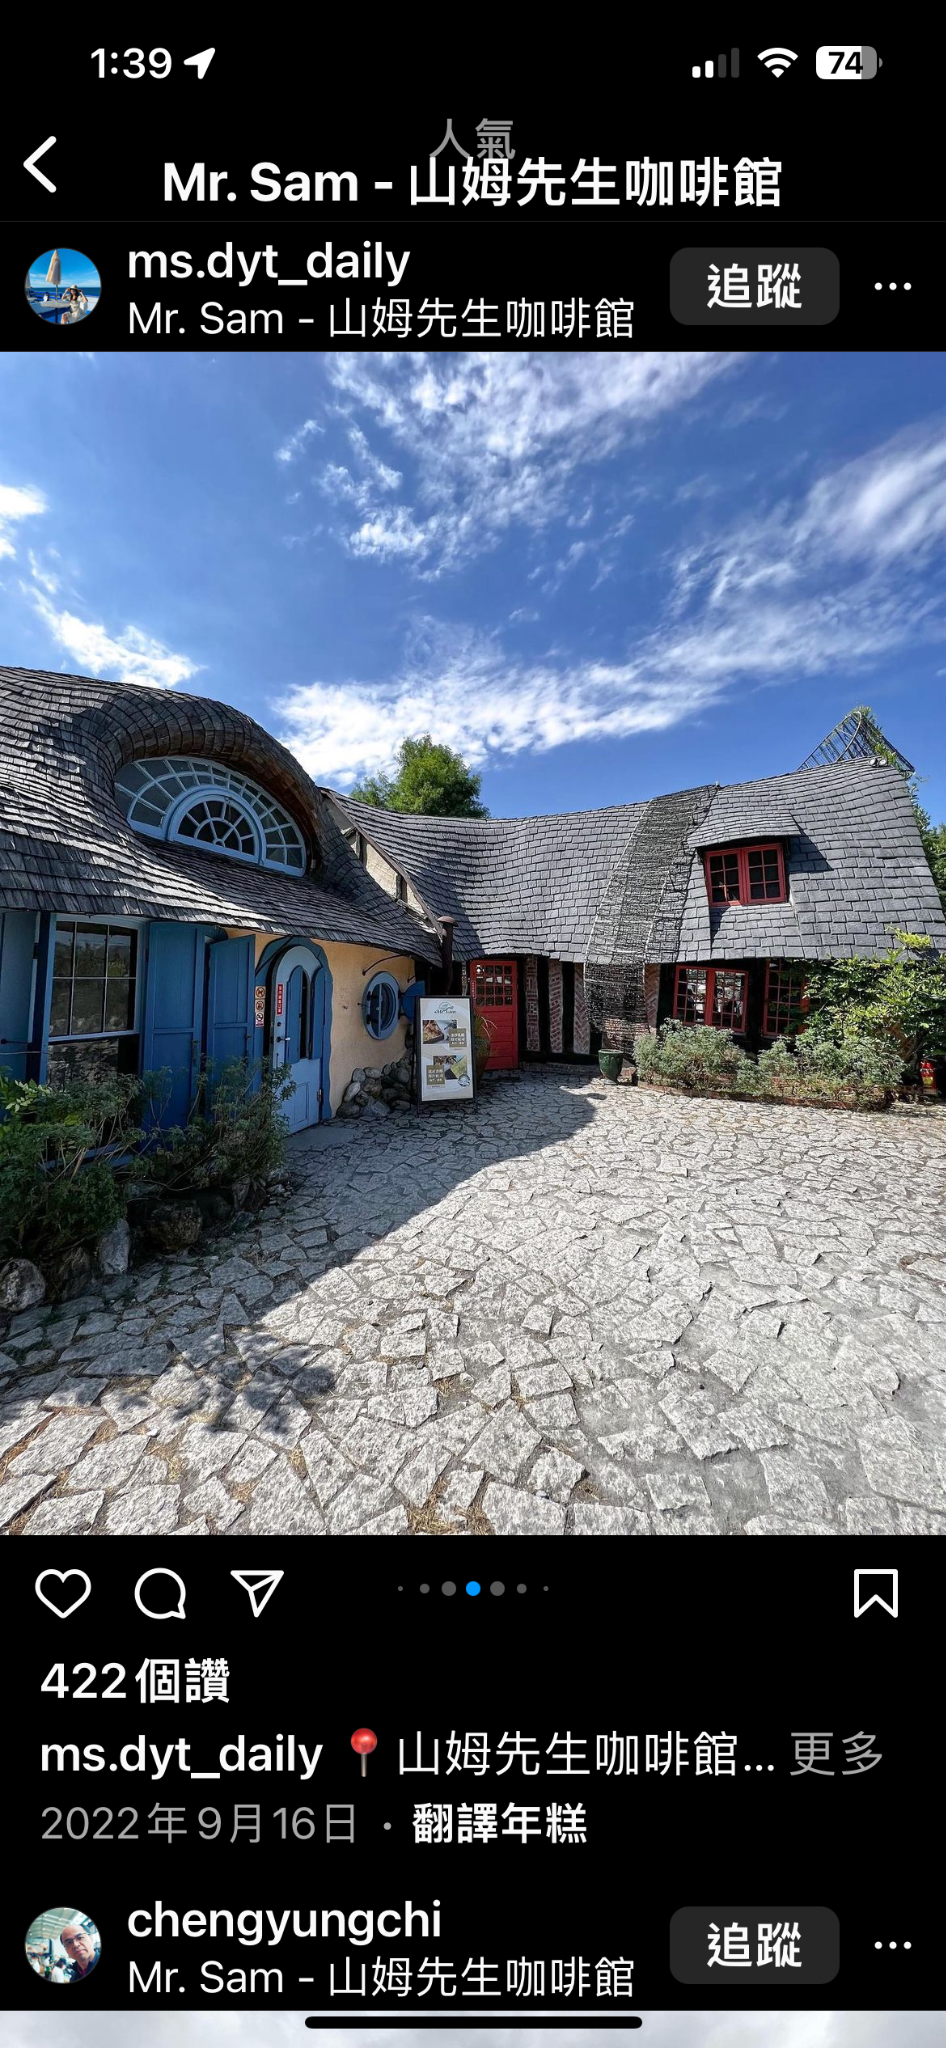 1:39
74
人氣
Mr. Sam - 山姆先生咖啡館
ms.dyt_daily
追蹤
Mr. Sam - 山姆先生咖啡館
422個讚
ms.dyt_daily 📍山姆先生咖啡館... 更多
2022年9月16日 · 翻譯年糕
chengyungchi
追蹤
Mr. Sam - 山姆先生咖啡館